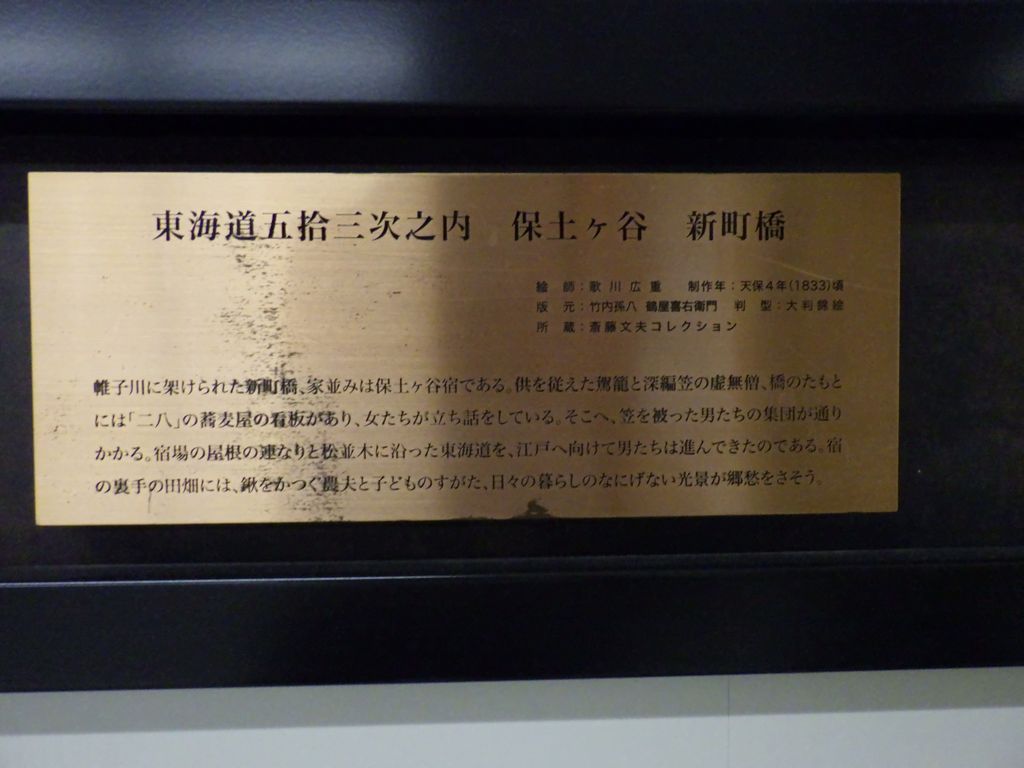 東海道五拾三次之内　保土ヶ谷　新町橋
絵　師：歌川広重　制作年：天保4年(1833)頃
版　元：竹内孫八 鶴屋喜右衛門　判　型：大判錦絵
所　蔵：斎藤文夫コレクション
帷子川に架けられた新町橋、家並みは保土ヶ谷宿である。供を従えた駕籠と深編笠の虚無僧、橋のたもと
には「二八」の蕎麦屋の看板があり、女たちが立ち話をしている。そこへ、笠を被った男たちの集団が通り
かかる。宿場の屋根の連なりと松並木に沿った東海道を、江戸へ向けて男たちは進んできたのである。宿
の裏手の田畑には、鍬をかつぐ農夫と子どものすがた、日々の暮らしのなにげない光景が郷愁をさそう。